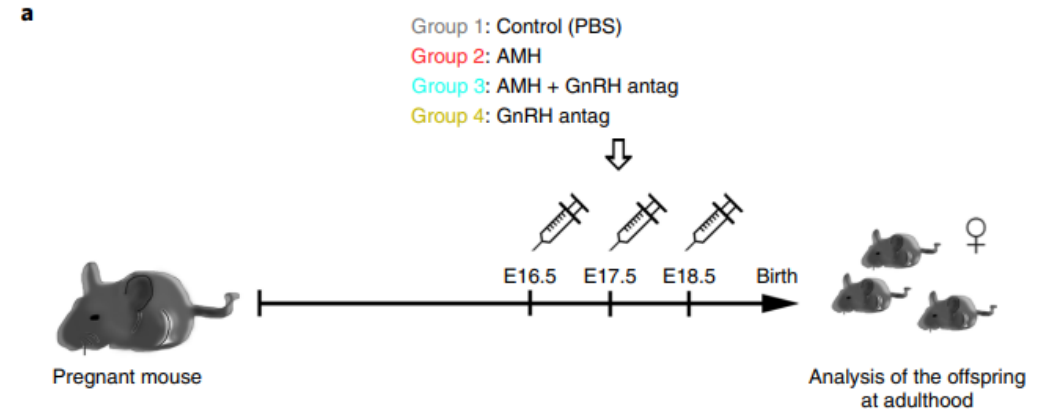 a
Group 1: Control (PBS)
Group 2: AMH
Group 3: AMH + GnRH antag
Group 4: GnRH antag
E16.5 E17.5 E18.5 Birth
Pregnant mouse
Analysis of the offspring
at adulthood